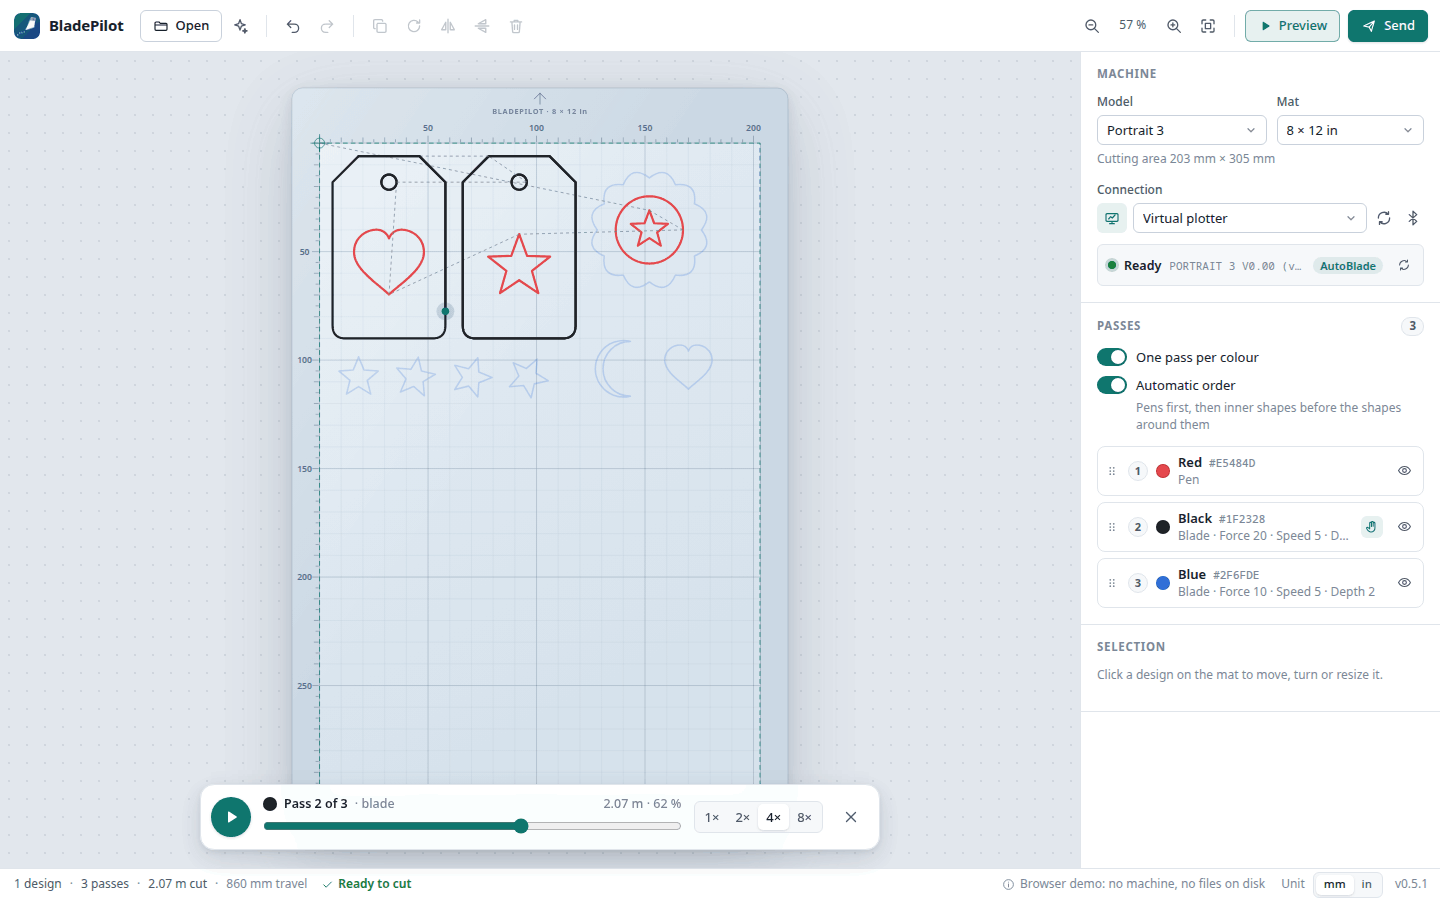 BladePilot
Open
57 %
Preview
Send
BLADEPILOT · 8 × 12 in
50 100 150 200
50
100
150
200
250
Pass 2 of 3 · blade
2.07 m · 62 %
1× 2× 4× 8×
MACHINE
Model
Mat
Portrait 3
8 × 12 in
Cutting area 203 mm × 305 mm
Connection
Virtual plotter
Ready PORTRAIT 3 V0.00 (v… AutoBlade
PASSES
3
One pass per colour
Automatic order
Pens first, then inner shapes before the shapes
around them
1 Red #E5484D
Pen
2 Black #1F2328
Blade · Force 20 · Speed 5 · D…
3 Blue #2F6FDE
Blade · Force 10 · Speed 5 · Depth 2
SELECTION
Click a design on the mat to move, turn or resize it.
1 design · 3 passes · 2.07 m cut · 860 mm travel Ready to cut
Browser demo: no machine, no files on disk Unit mm in v0.5.1